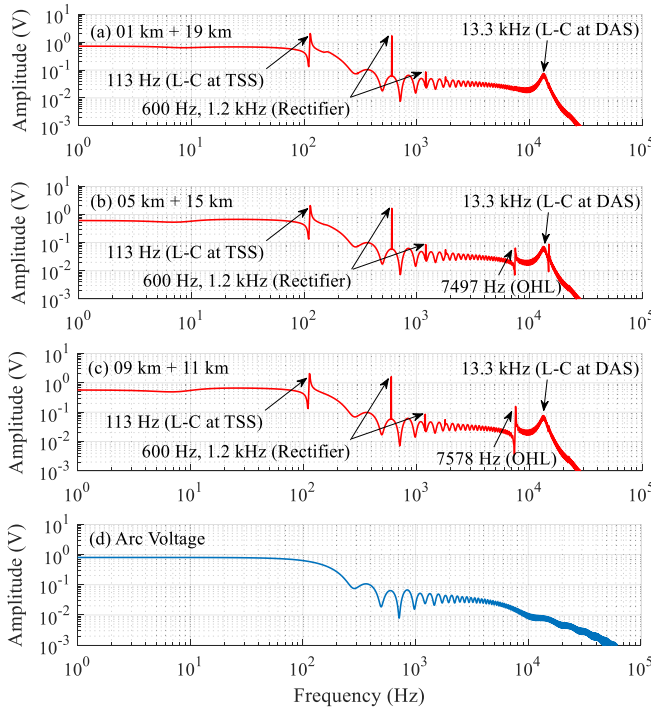 10^1
(a) 01 km + 19 km
13.3 kHz (L-C at DAS)
10^0
10^-1
113 Hz (L-C at TSS)
10^-2
600 Hz, 1.2 kHz (Rectifier)
10^-3
Amplitude (V)
10^0 10^1 10^2 10^3 10^4 10^5
10^1
(b) 05 km + 15 km
13.3 kHz (L-C at DAS)
10^0
10^-1
113 Hz (L-C at TSS)
10^-2
600 Hz, 1.2 kHz (Rectifier)
7497 Hz (OHL)
10^-3
Amplitude (V)
10^0 10^1 10^2 10^3 10^4 10^5
10^1
(c) 09 km + 11 km
13.3 kHz (L-C at DAS)
10^0
10^-1
113 Hz (L-C at TSS)
10^-2
600 Hz, 1.2 kHz (Rectifier)
7578 Hz (OHL)
10^-3
Amplitude (V)
10^0 10^1 10^2 10^3 10^4 10^5
10^1
(d) Arc Voltage
10^0
10^-1
10^-2
10^-3
Amplitude (V)
10^0 10^1 10^2 10^3 10^4 10^5
Frequency (Hz)